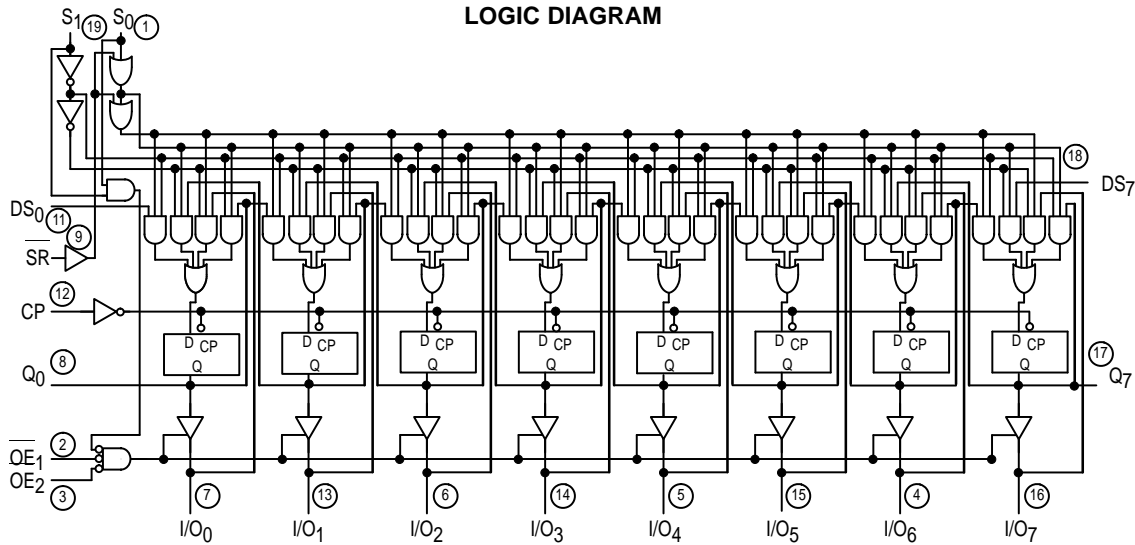 LOGIC DIAGRAM
S1 19 S0 1
18
DS7
DS0 11
SR 9
CP 12
D CP Q
D CP Q
D CP Q
D CP Q
D CP Q
D CP Q
D CP Q
D CP Q
Q0 8
17 Q7
OE1 2
OE2 3
7 13 6 14 5 15 4 16
I/O0 I/O1 I/O2 I/O3 I/O4 I/O5 I/O6 I/O7